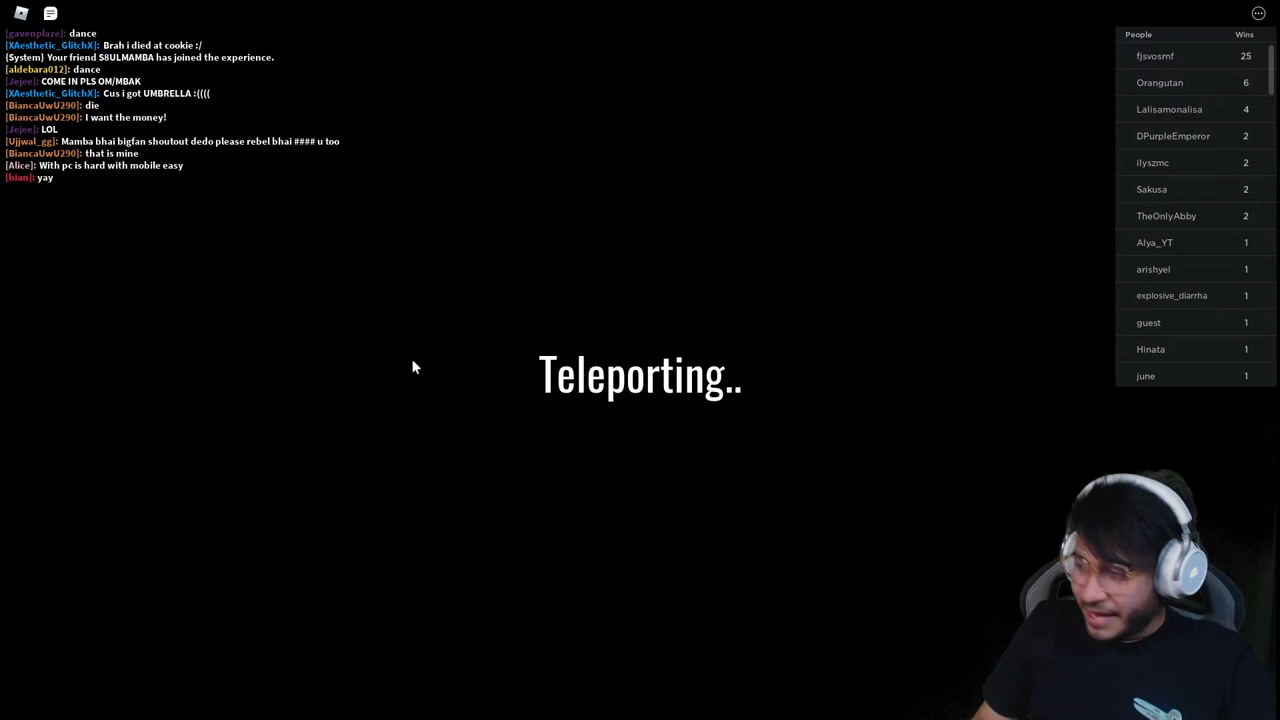 [gavenplaze]: dance
[XAesthetic_GlitchX]: Brah i died at cookie :/
{System} Your friend S8ULMAMBA has joined the experience.
[aldebara012]: dance
[Jejee]: COME IN PLS OM/MBAK
[XAesthetic_GlitchX]: Cus i got UMBRELLA :((((
[BiancaUwU290]: die
[BiancaUwU290]: I want the money!
[Jejee]: LOL
[Ujjwal_gg]: Mamba bhai bigfan shoutout dedo please rebel bhai #### u too
[BiancaUwU290]: that is mine
[Alice]: With pc is hard with mobile easy
[bian]: yay
People Wins
fjsvosrnf 25
Orangutan 6
Lalisamonalisa 4
DPurpleEmperor 2
ilyszmc 2
Sakusa 2
TheOnlyAbby 2
Alya_YT 1
arishyel 1
explosive_diarrha 1
guest 1
Hinata 1
june 1
Teleporting..